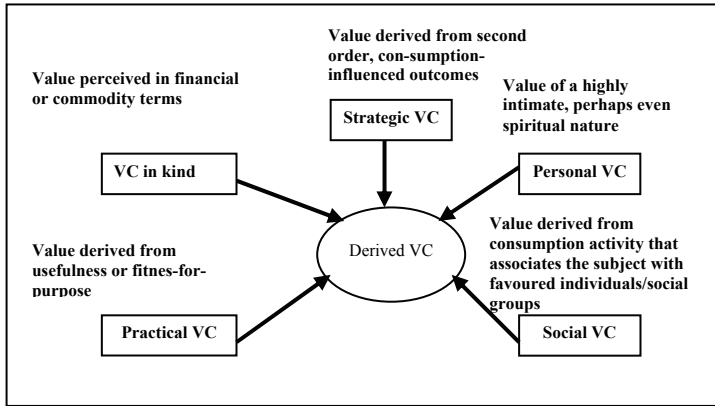 Value derived from second
order, con-sumption-
influenced outcomes
Value perceived in financial
or commodity terms
Value of a highly
intimate, perhaps even
spiritual nature
Strategic VC
VC in kind
Personal VC
Value derived from
consumption activity that
associates the subject with
favoured individuals/social
groups
Derived VC
Value derived from
usefulness or fitnes-for-
purpose
Practical VC
Social VC